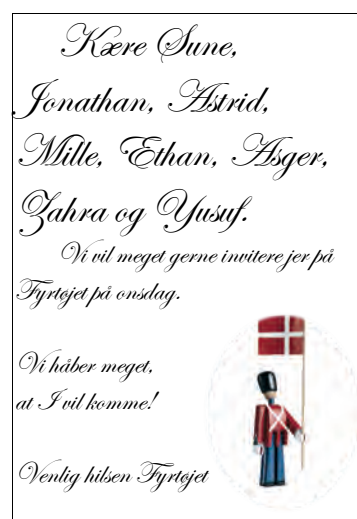 Kære Sune,
Jonathan, Astrid,
Mille, Ethan, Asger,
Zahra og Yusuf.
Vi vil meget gerne invitere jer på
Fyrtøjet på onsdag.
Vi håber meget,
at I vil komme!
Venlig hilsen Fyrtøjet